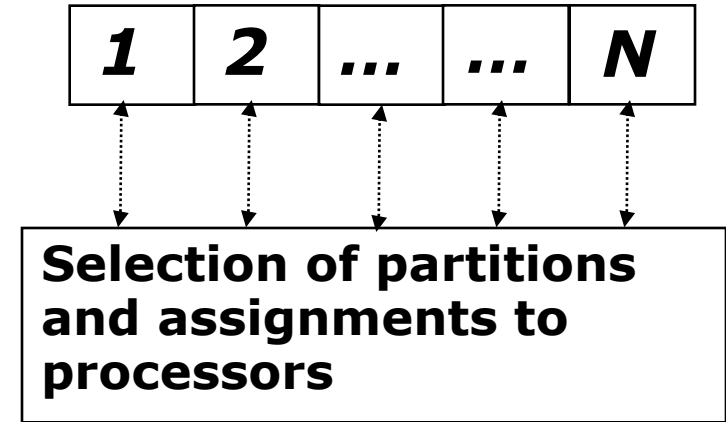 1 2 ... ... N
Selection of partitions
and assignments to
processors